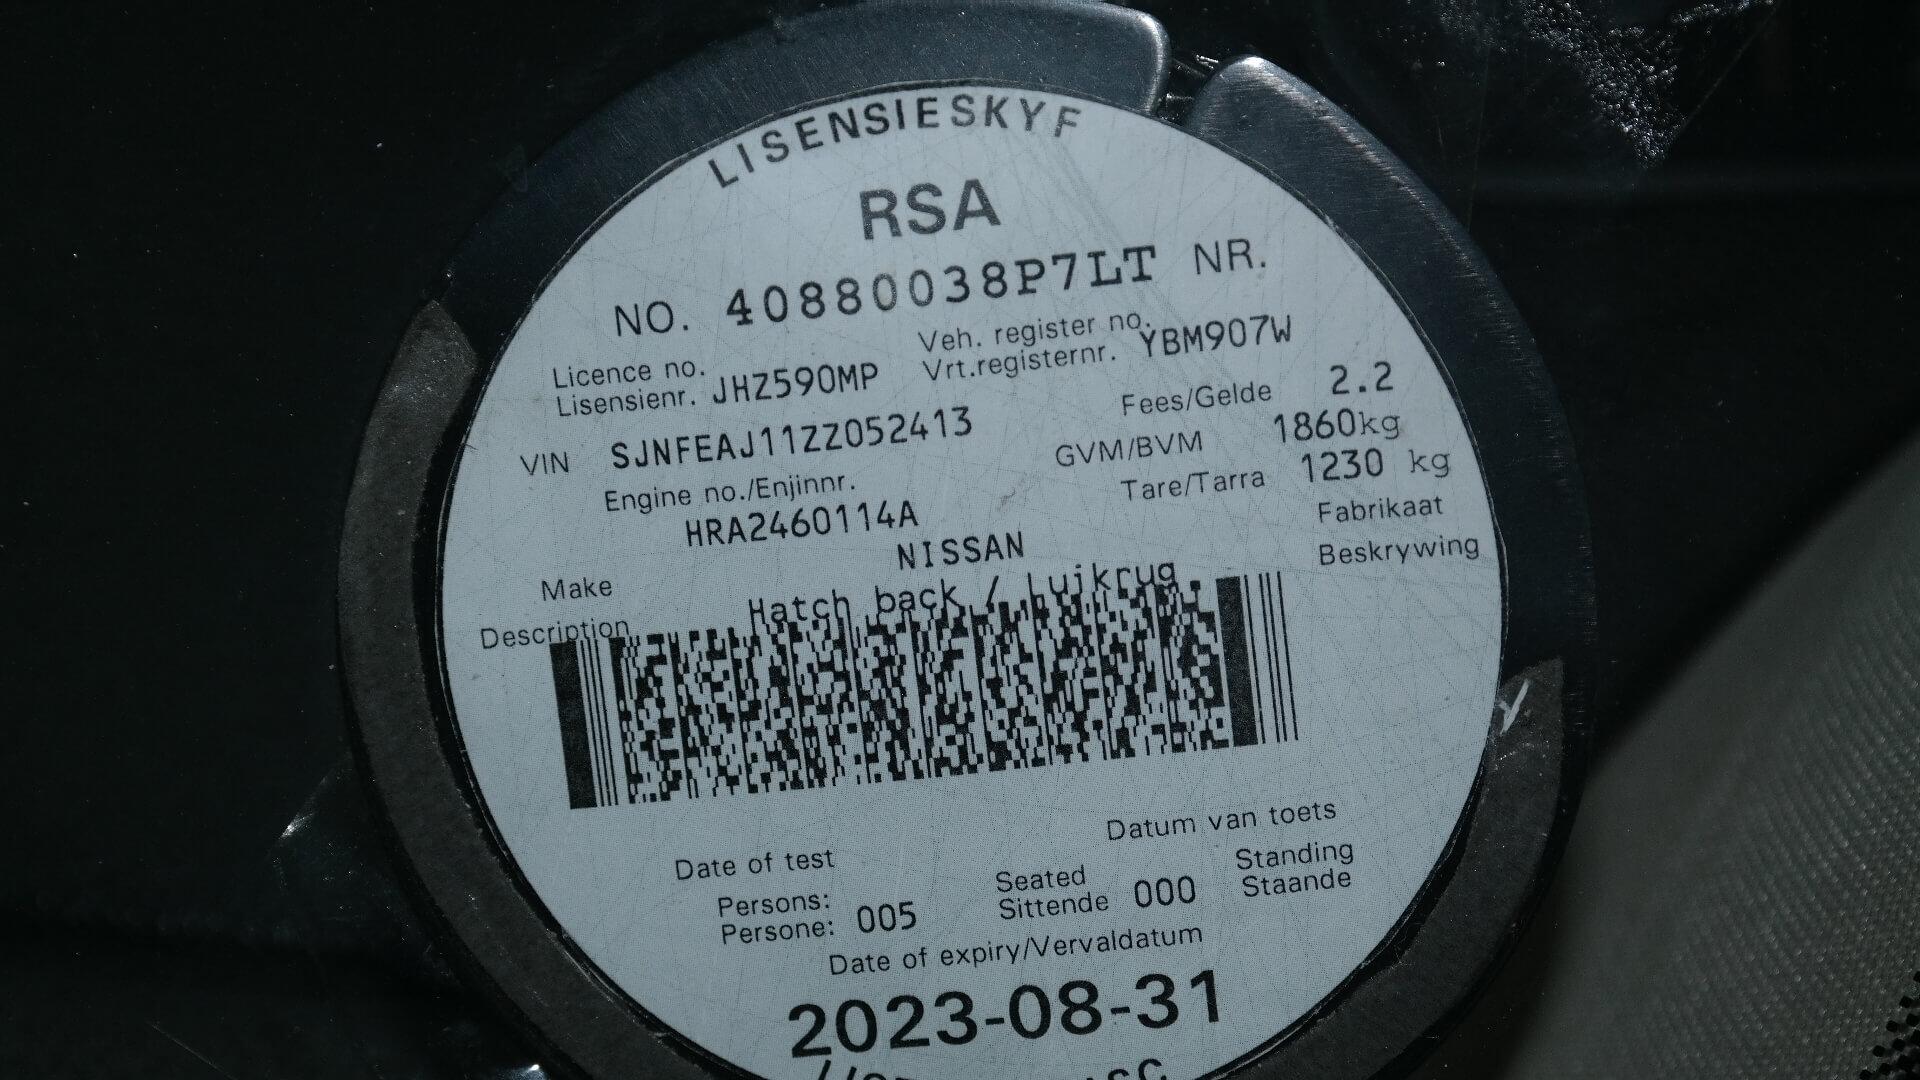 LISENSIESKYF
RSA
NO. 40880038P7LT NR.
Licence no. Lisensienr. JHZ590MP Veh. register no. Vrt.registernr. YBM907W
VIN SJNFEAJ11ZZ052413 Fees/Gelde 2.2
GVM/BVM 1860kg
Engine no./Enjinnr. Tare/Tarra 1230 kg
HRA2460114A
Make NISSAN Fabrikaat
Description Hatch back / Luikrug Beskrywing
Date of test Datum van toets
Persons: Persone: 005 Seated Sittende 000 Standing Staande
Date of expiry/Vervaldatum
2023-08-31